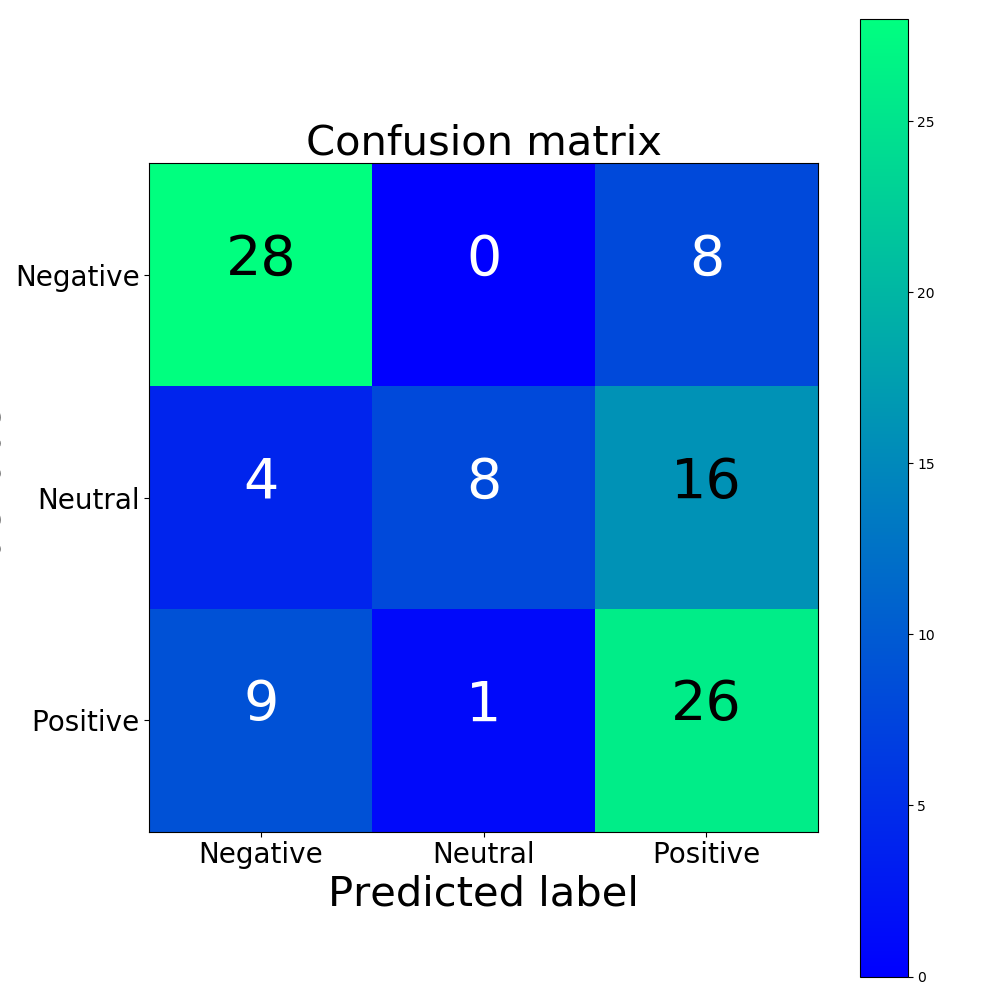 Confusion matrix
Negative 28 0 8
Neutral 4 8 16
Positive 9 1 26
Negative Neutral Positive
Predicted label
25
20
15
10
5
0